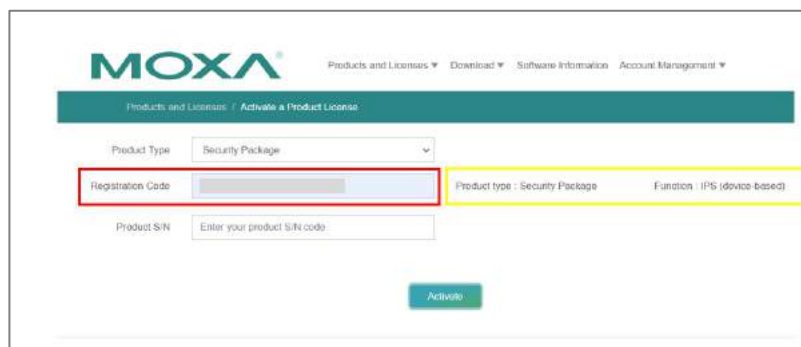 MOXA
Products and Licenses ▼ Download ▼ Software Information Account Management ▼
Products and Licenses / Activate a Product License
Product Type Security Package
Registration Code Product type : Security Package Function : IPS (device-based)
Product S/N Enter your product S/N code
Activate